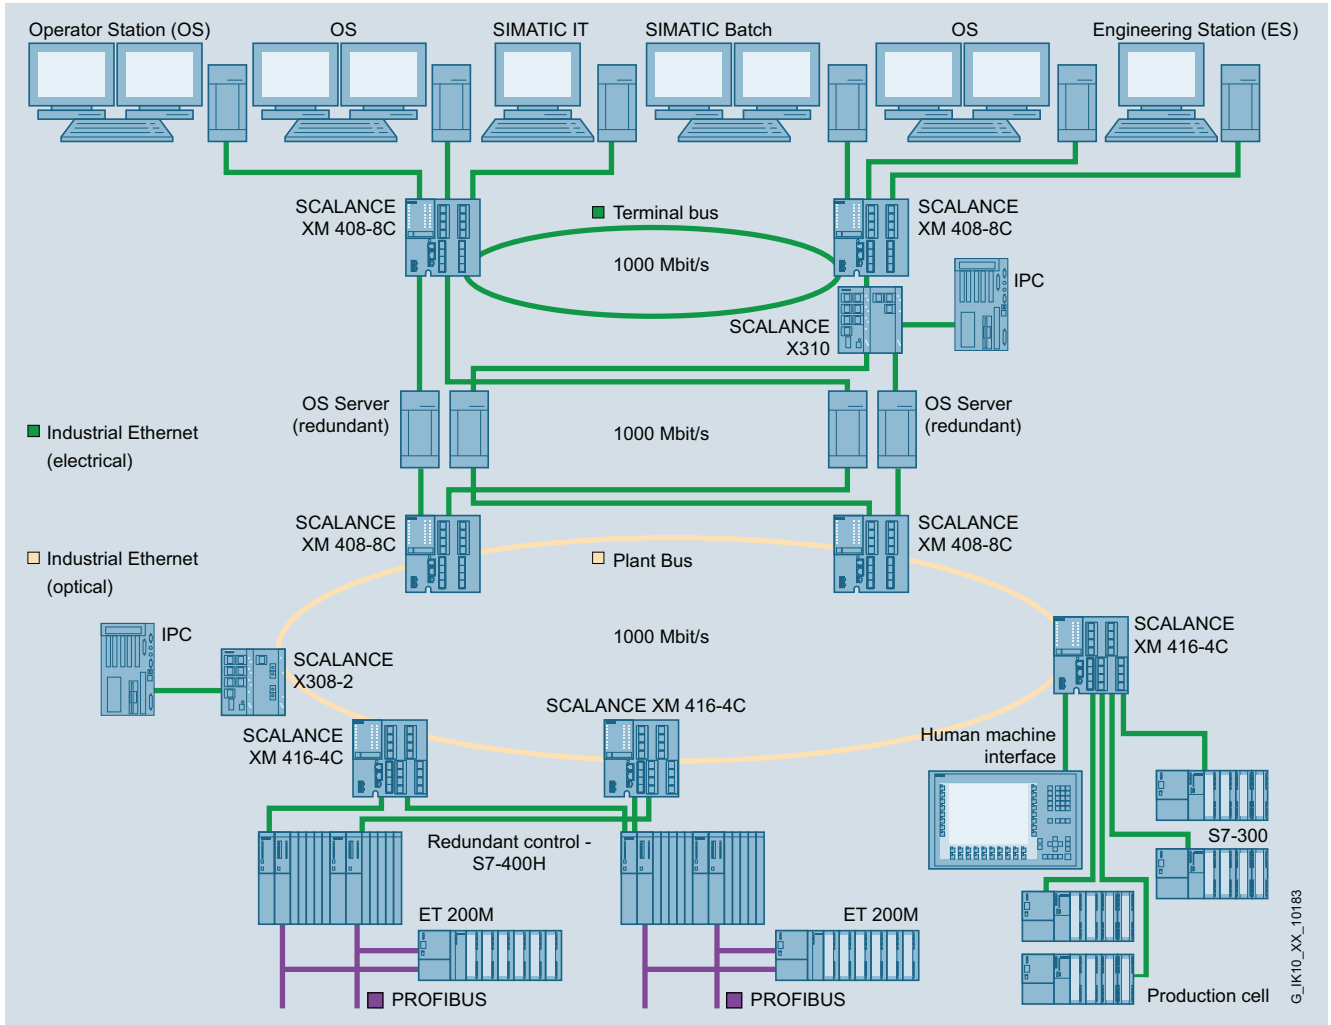 Operator Station (OS)
OS
SIMATIC IT
SIMATIC Batch
OS
Engineering Station (ES)
SCALANCE
XM 408-8C
Terminal bus
SCALANCE
XM 408-8C
1000 Mbit/s
IPC
SCALANCE
X310
OS Server
(redundant)
OS Server
(redundant)
1000 Mbit/s
Industrial Ethernet
(electrical)
SCALANCE
XM 408-8C
SCALANCE
XM 408-8C
Industrial Ethernet
(optical)
Plant Bus
IPC
SCALANCE
X308-2
1000 Mbit/s
SCALANCE
XM 416-4C
SCALANCE XM 416-4C
SCALANCE
XM 416-4C
Human machine
interface
Redundant control -
S7-400H
S7-300
ET 200M
ET 200M
PROFIBUS
PROFIBUS
Production cell
G_IK10_XX_10183